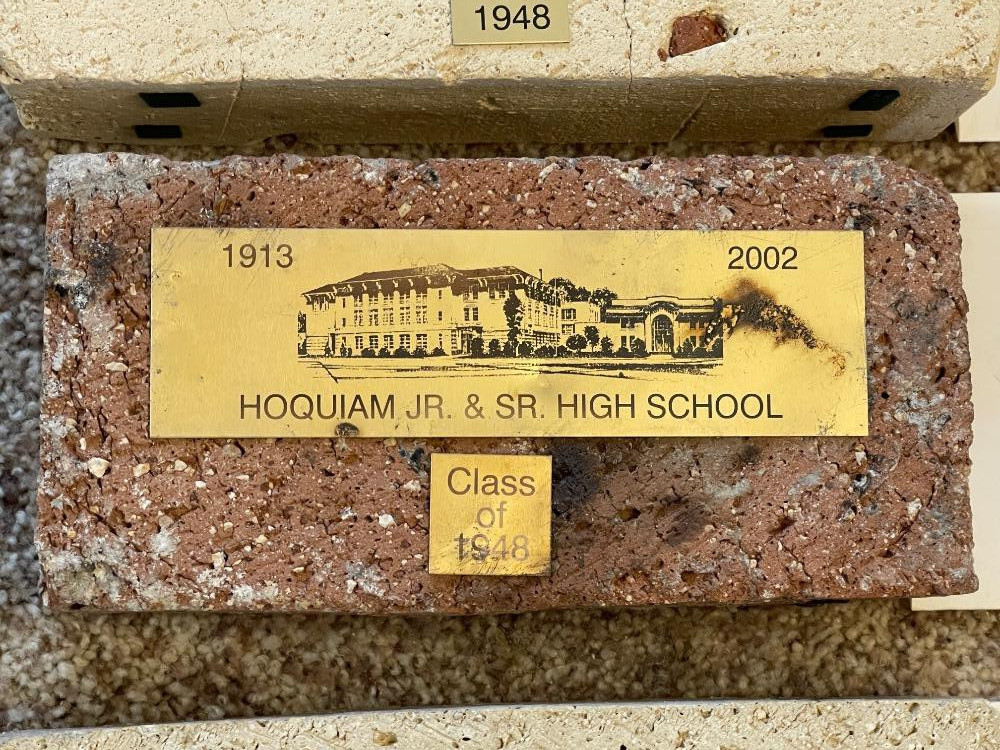 1948
1913 2002
HOQUIAM JR. & SR. HIGH SCHOOL
Class
of
1948